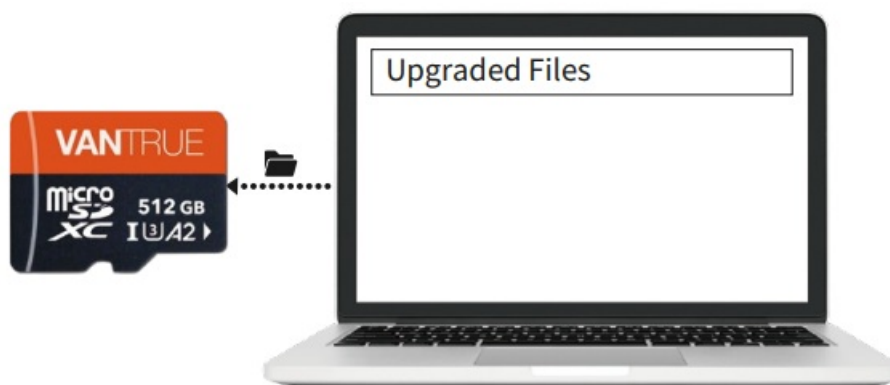 Upgraded Files
VANTRUE
micro
SD
XC
512 GB
I 3 A2